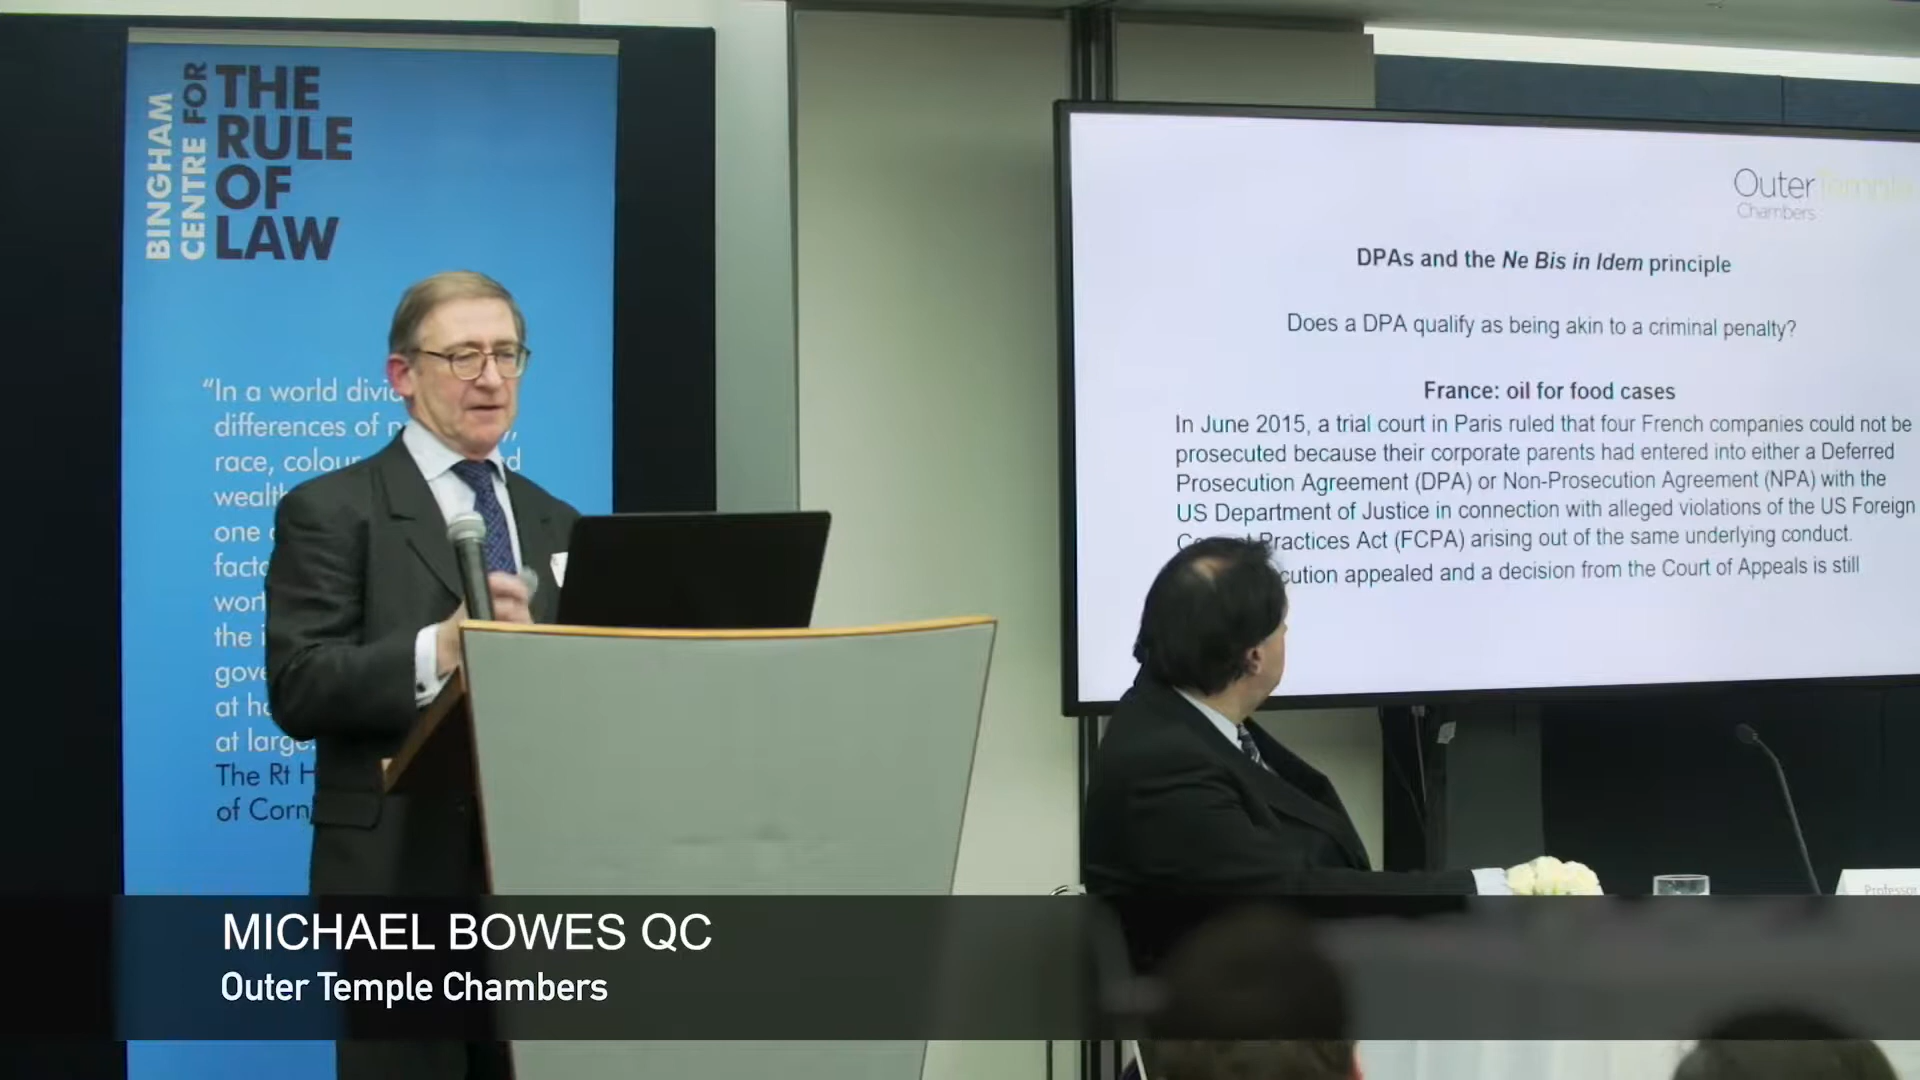 BINGHAM
CENTRE FOR
THE
RULE
OF
LAW
“In a world
differences of
race, colour
one
the
at
at large.
The Rt
of
Outer Temple
Chambers
DPAs and the Ne Bis in Idem principle
Does a DPA qualify as being akin to a criminal penalty?
France: oil for food cases
In June 2015, a trial court in Paris ruled that four French companies could not be
prosecuted because their corporate parents had entered into either a Deferred
Prosecution Agreement (DPA) or Non-Prosecution Agreement (NPA) with the
US Department of Justice in connection with alleged violations of the US Foreign
Practices Act (FCPA) arising out of the same underlying conduct.
appealed and a decision from the Court of Appeals is still
Professor
MICHAEL BOWES QC
Outer Temple Chambers